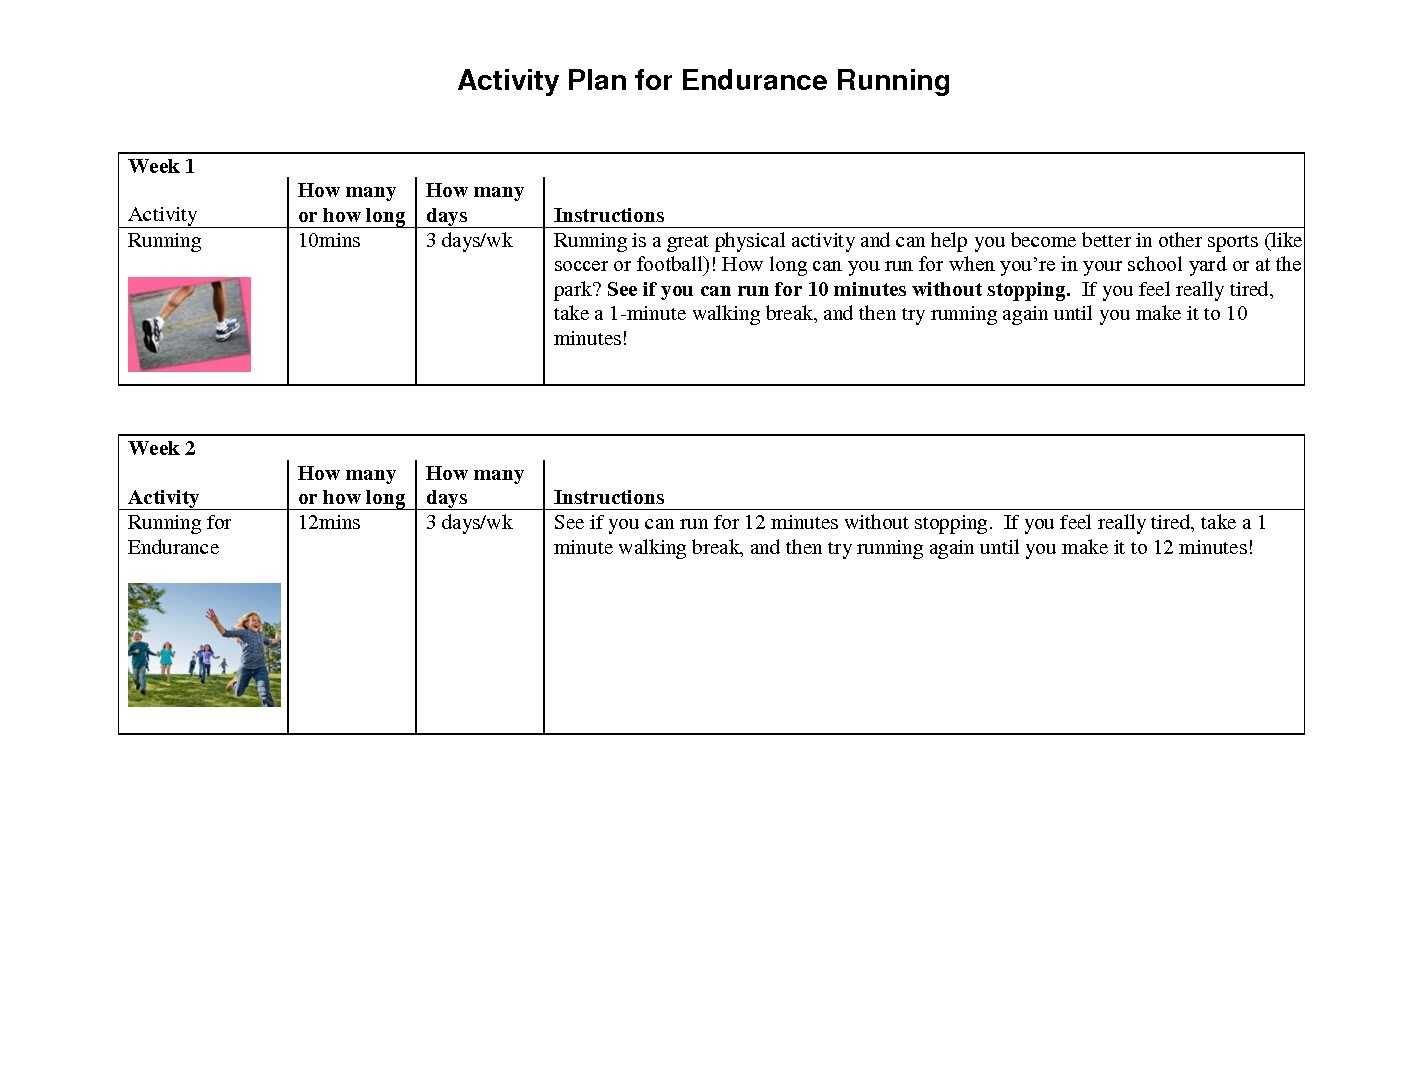 Activity Plan for Endurance Running
Week 1
Activity
How many
or how long
How many
days
Instructions
Running
10mins
3 days/wk
Running is a great physical activity and can help you become better in other sports (like
soccer or football)! How long can you run for when you’re in your school yard or at the
park? See if you can run for 10 minutes without stopping.  If you feel really tired,
take a 1-minute walking break, and then try running again until you make it to 10
minutes!
Week 2
Activity
How many
or how long
How many
days
Instructions
Running for
Endurance
12mins
3 days/wk
See if you can run for 12 minutes without stopping.  If you feel really tired, take a 1
minute walking break, and then try running again until you make it to 12 minutes!